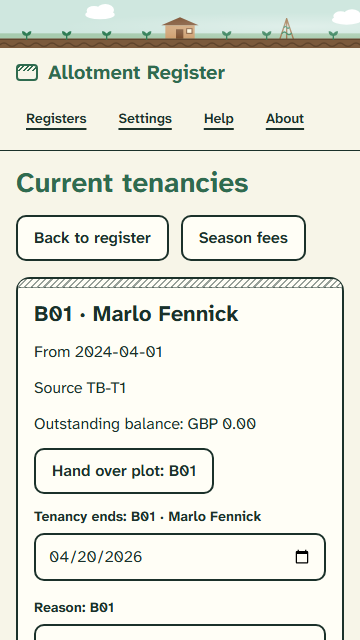 Allotment Register
Registers Settings Help About
Current tenancies
Back to register Season fees
B01 · Marlo Fennick
From 2024-04-01
Source TB-T1
Outstanding balance: GBP 0.00
Hand over plot: B01
Tenancy ends: B01 · Marlo Fennick
04/20/2026
Reason: B01